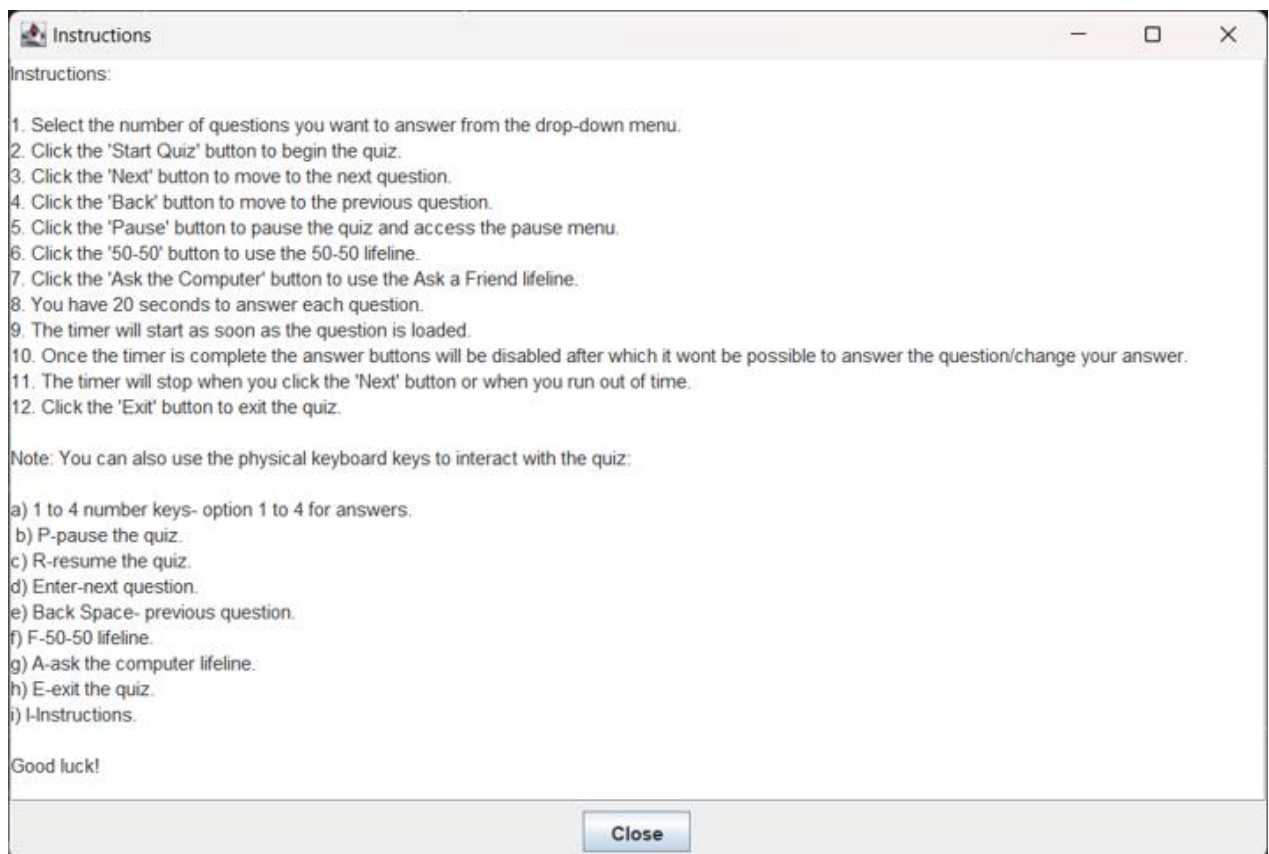 Instructions
Instructions:
1. Select the number of questions you want to answer from the drop-down menu.
2. Click the 'Start Quiz' button to begin the quiz.
3. Click the 'Next' button to move to the next question.
4. Click the 'Back' button to move to the previous question.
5. Click the 'Pause' button to pause the quiz and access the pause menu.
6. Click the '50-50' button to use the 50-50 lifeline.
7. Click the 'Ask the Computer' button to use the Ask a Friend lifeline.
8. You have 20 seconds to answer each question.
9. The timer will start as soon as the question is loaded.
10. Once the timer is complete the answer buttons will be disabled after which it wont be possible to answer the question/change your answer.
11. The timer will stop when you click the 'Next' button or when you run out of time.
12. Click the 'Exit' button to exit the quiz.
Note: You can also use the physical keyboard keys to interact with the quiz:
a) 1 to 4 number keys- option 1 to 4 for answers.
b) P-pause the quiz.
c) R-resume the quiz.
d) Enter-next question.
e) Back Space- previous question.
f) F-50-50 lifeline.
g) A-ask the computer lifeline.
h) E-exit the quiz.
i) I-Instructions.
Good luck!
Close